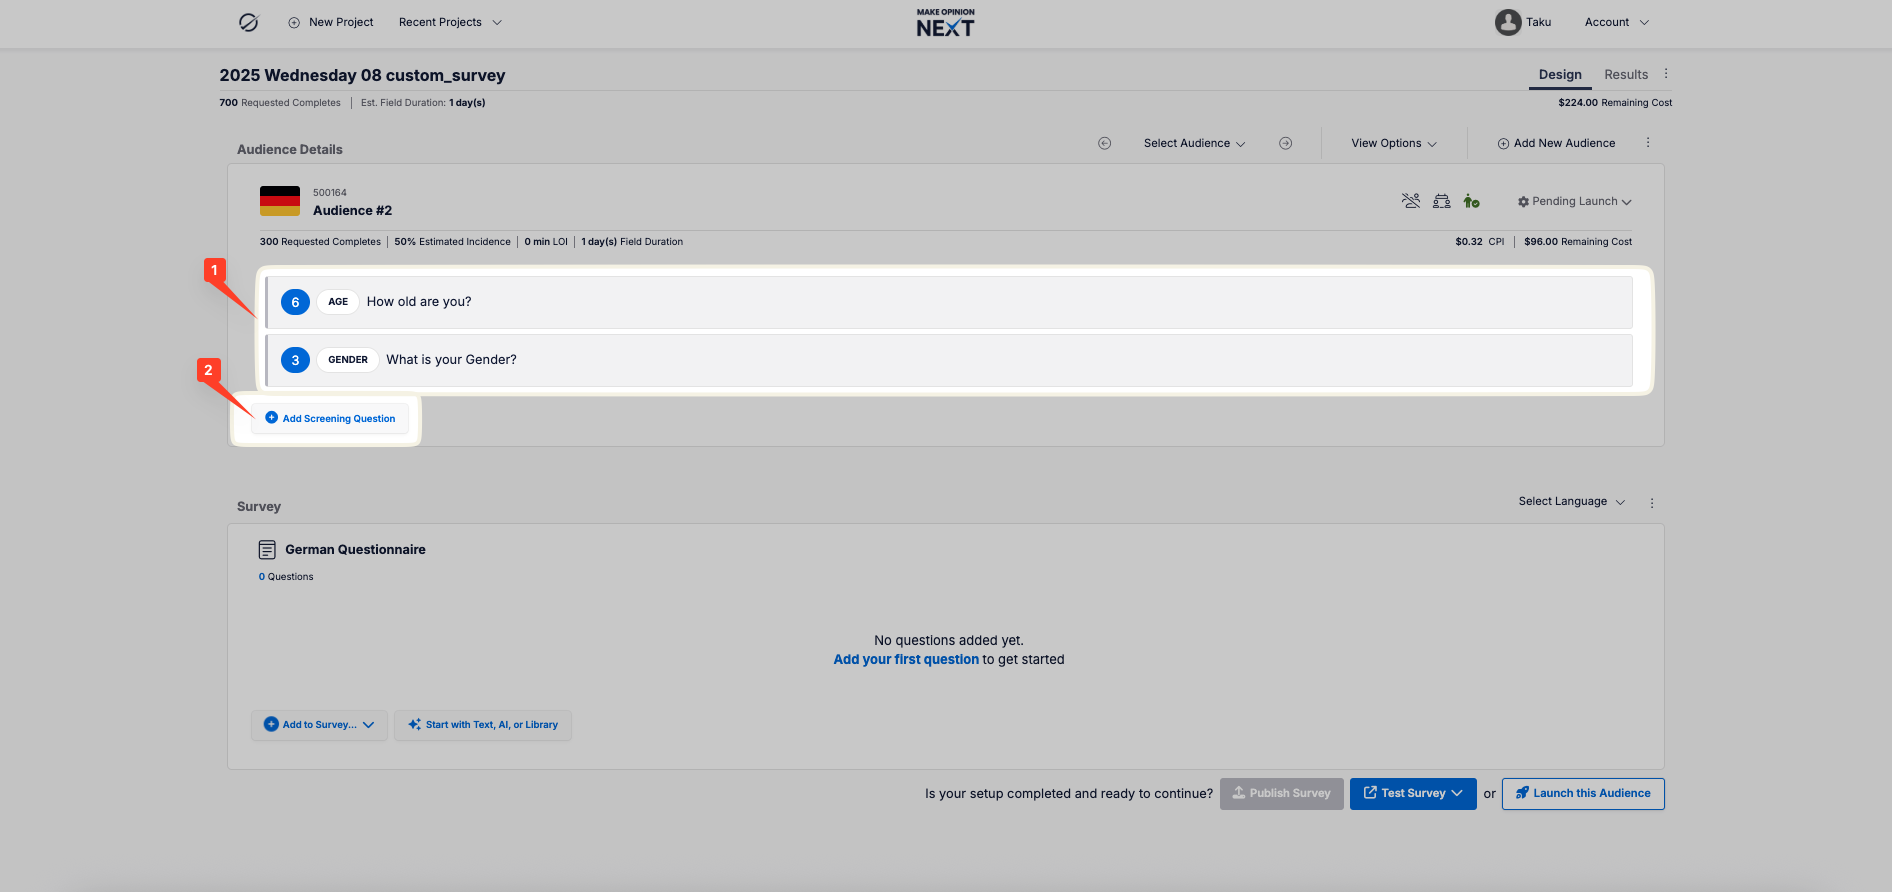 New Project
Recent Projects
MAKE OPINION
NEXT
Taku
Account
2025 Wednesday 08 custom_survey
Design
Results
700 Requested Completes
Est. Field Duration: 1 day(s)
$224.00 Remaining Cost
Audience Details
Select Audience
View Options
Add New Audience
500164
Audience #2
Pending Launch
300 Requested Completes
50% Estimated Incidence
0 min LOI
1 day(s) Field Duration
$0.32 CPI
$96.00 Remaining Cost
1
6 AGE How old are you?
3 GENDER What is your Gender?
2
Add Screening Question
Survey
Select Language
German Questionnaire
0 Questions
No questions added yet.
Add your first question to get started
Add to Survey...
Start with Text, AI, or Library
Is your setup completed and ready to continue?
Publish Survey
Test Survey
or
Launch this Audience